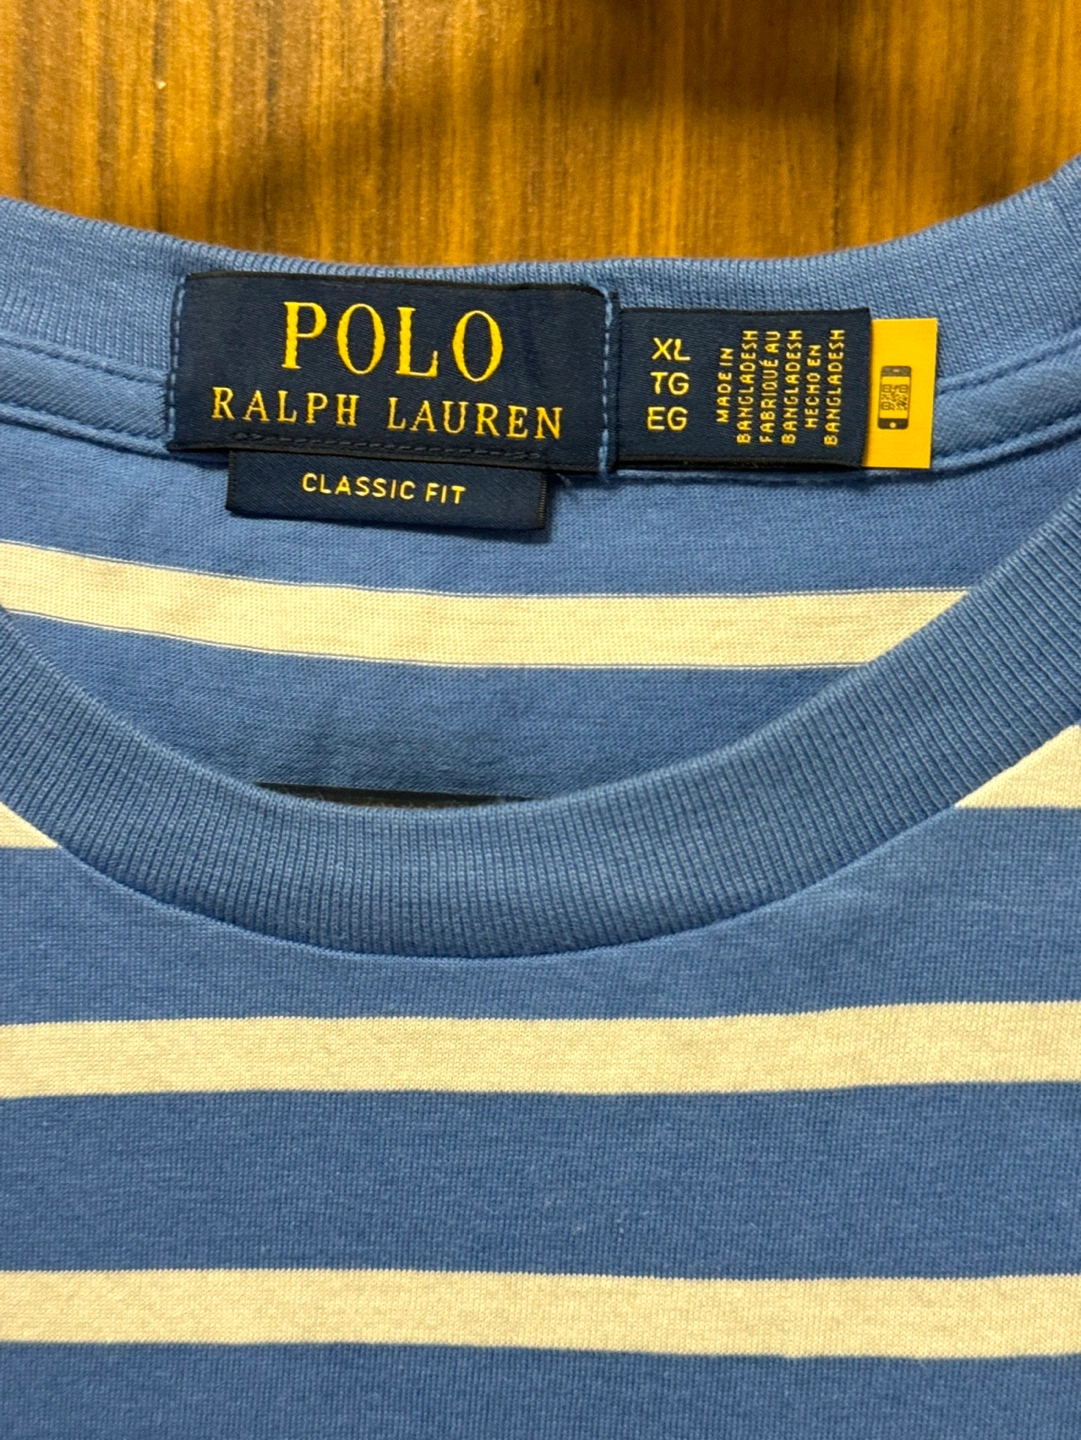 POLO
RALPH LAUREN
CLASSIC FIT
XL
TG
EG
MADE IN
BANGLADESH
FABRIQUÉ AU
BANGLADESH
HECHO EN
BANGLADESH